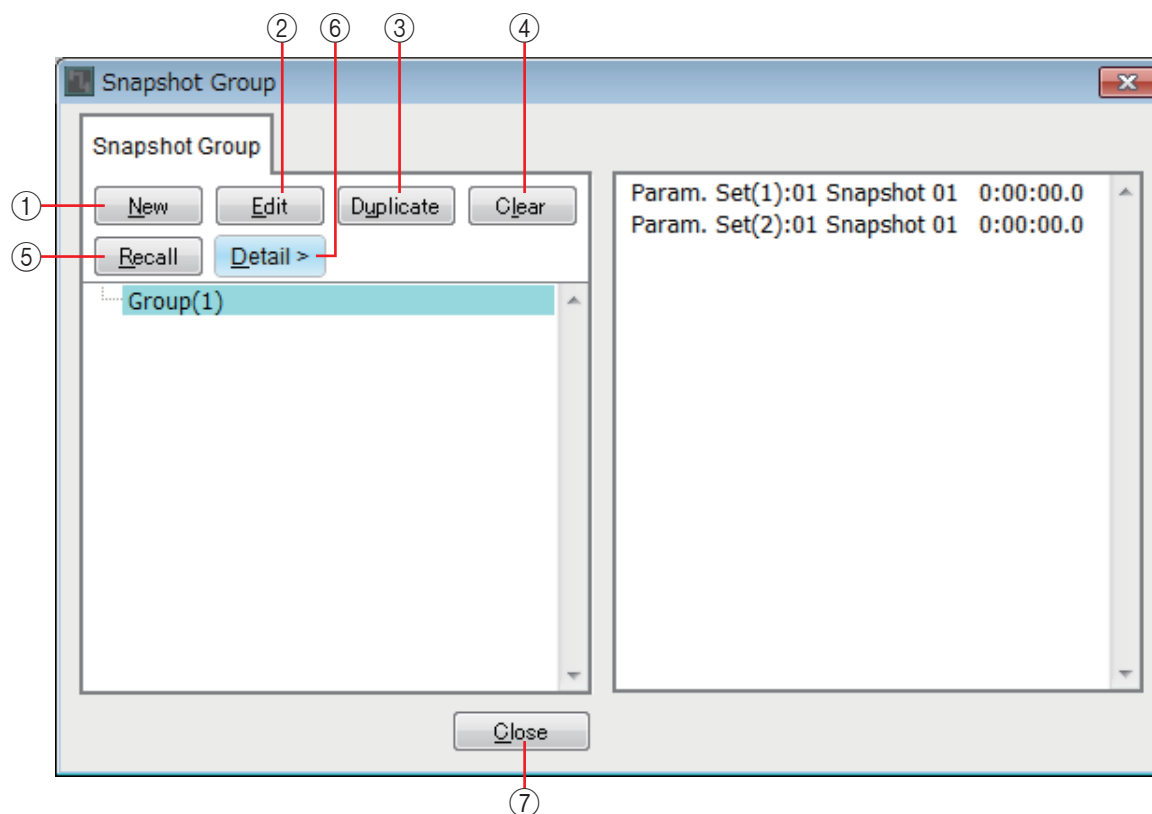 ② ⑥ ③ ④
Snapshot Group
Snapshot Group
① New Edit Duplicate Clear
⑤ Recall Detail >
Group(1)
Param. Set(1):01 Snapshot 01 0:00:00.0
Param. Set(2):01 Snapshot 01 0:00:00.0
Close
⑦